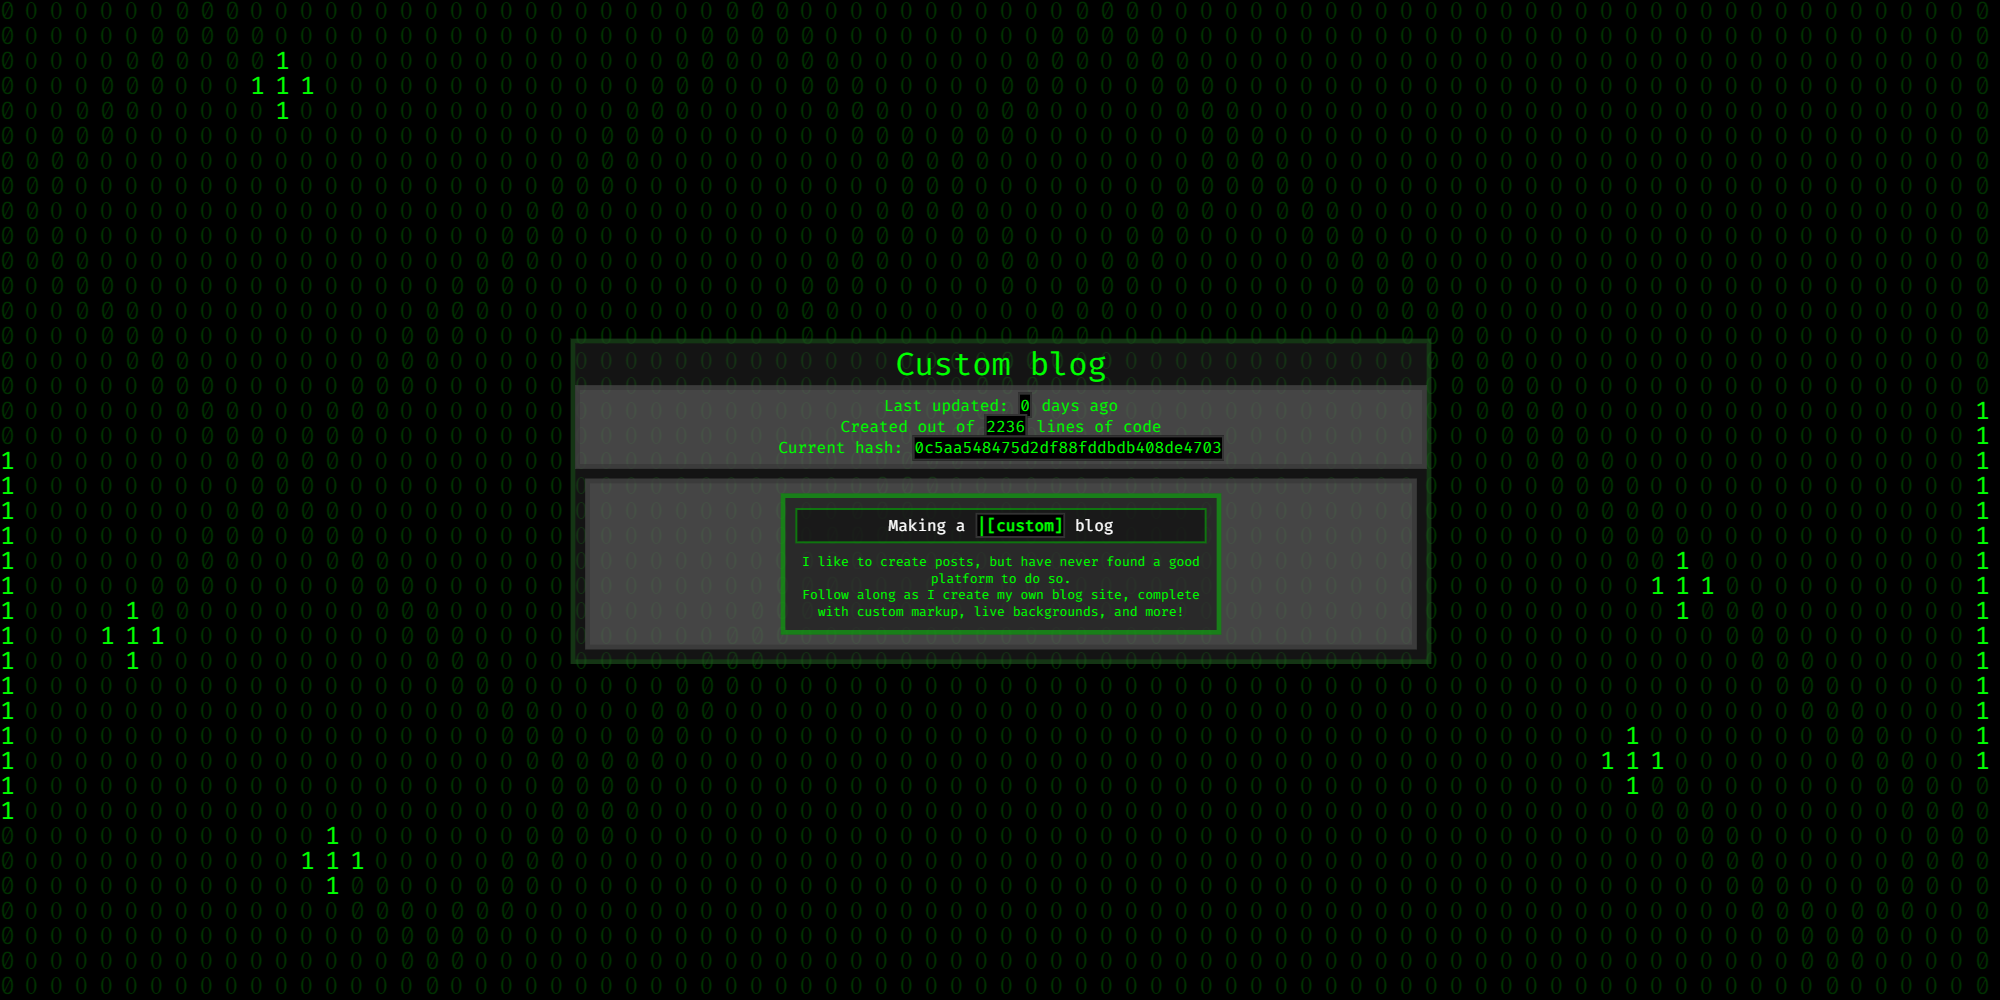 Custom blog
Last updated: 0 days ago
Created out of 2236 lines of code
Current hash: 0c5aa548475d2df88fddbdb408de4703
Making a |[custom] blog
I like to create posts, but have never found a good
platform to do so.
Follow along as I create my own blog site, complete
with custom markup, live backgrounds, and more!